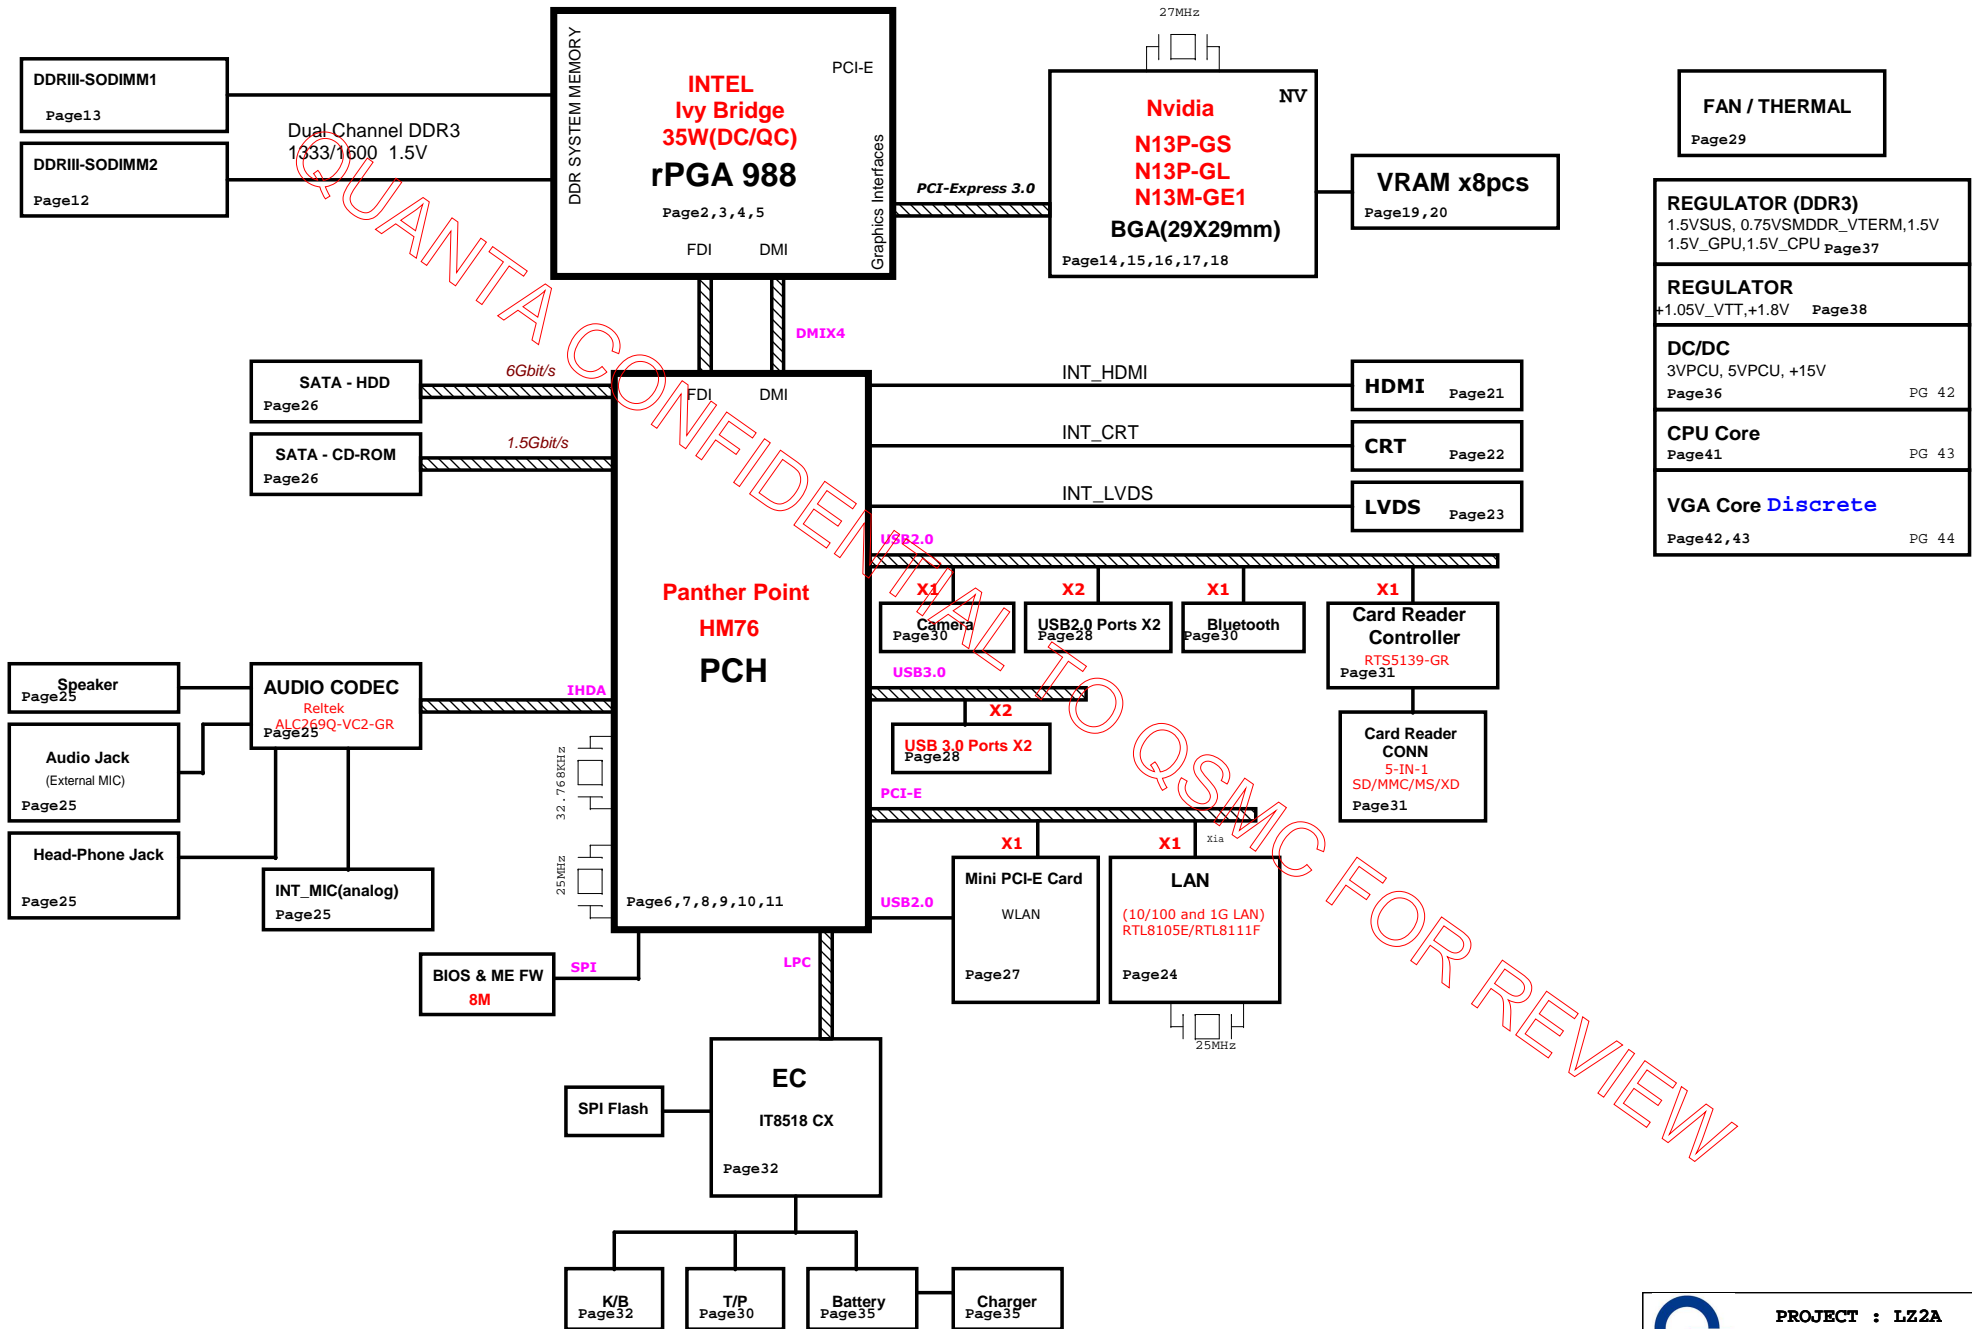 27MHz
DDRIII-SODIMM1
Page13
DDRIII-SODIMM2
Page12
Dual Channel DDR3
1333/1600 1.5V
DDR SYSTEM MEMORY
PCI-E
INTEL
Ivy Bridge
35W(DC/QC)
rPGA 988
Page2,3,4,5
Graphics Interfaces
FDI
DMI
PCI-Express 3.0
NV
Nvidia
N13P-GS
N13P-GL
N13M-GE1
BGA(29X29mm)
Page14,15,16,17,18
VRAM x8pcs
Page19,20
FAN / THERMAL
Page29
REGULATOR (DDR3)
1.5VSUS, 0.75VSMDDR_VTERM,1.5V
1.5V_GPU,1.5V_CPU Page37
REGULATOR
+1.05V_VTT,+1.8V Page38
DC/DC
3VPCU, 5VPCU, +15V
Page36 PG 42
CPU Core
Page41 PG 43
VGA Core Discrete
Page42,43 PG 44
DMIX4
SATA - HDD
Page26
6Gbit/s
SATA - CD-ROM
Page26
1.5Gbit/s
FDI
DMI
INT_HDMI
HDMI Page21
INT_CRT
CRT Page22
INT_LVDS
LVDS Page23
USB2.0
X1
Camera
Page30
X2
USB2.0 Ports X2
Page28
X1
Bluetooth
Page30
X1
Card Reader
Controller
RTS5139-GR
Page31
Panther Point
HM76
PCH
Page6,7,8,9,10,11
USB3.0
X2
USB 3.0 Ports X2
Page28
Card Reader
CONN
5-IN-1
SD/MMC/MS/XD
Page31
Speaker
Page25
AUDIO CODEC
Reltek
ALC269Q-VC2-GR
Page25
IHDA
Audio Jack
(External MIC)
Page25
Head-Phone Jack
Page25
INT_MIC(analog)
Page25
32.768KHz
25MHz
PCI-E
X1
Mini PCI-E Card
WLAN
Page27
USB2.0
X1
Xia
LAN
(10/100 and 1G LAN)
RTL8105E/RTL8111F
Page24
25MHz
BIOS & ME FW
8M
SPI
LPC
EC
IT8518 CX
Page32
SPI Flash
K/B
Page32
T/P
Page30
Battery
Page35
Charger
Page35
QUANTA CONFIDENTIAL TO QSMC FOR REVIEW
PROJECT : LZ2A